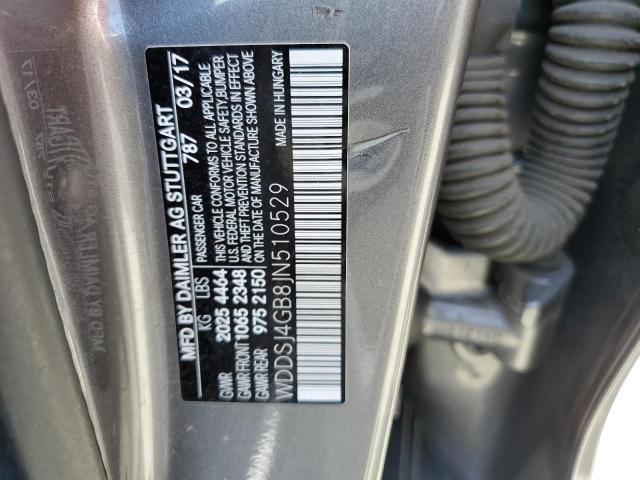 MFD BY DAIMLER AG STUTTGART
787 03/17
PASSENGER CAR
KG LBS
GAWR 2025 4464
GAWR FRONT 1065 2348
GAWR REAR 975 2150
THIS VEHICLE CONFORMS TO ALL APPLICABLE
U.S. FEDERAL MOTOR VEHICLE SAFETY, BUMPER
AND THEFT PREVENTION STANDARDS IN EFFECT
ON DATE OF MANUFACTURE SHOWN ABOVE
MADE IN HUNGARY
WDDSJ4GB8JN510529